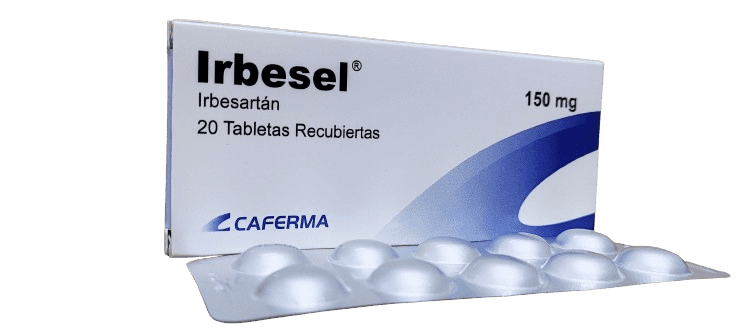 Irbesel®
Irbesartán
150 mg
20 Tabletas Recubiertas
CAFERMA